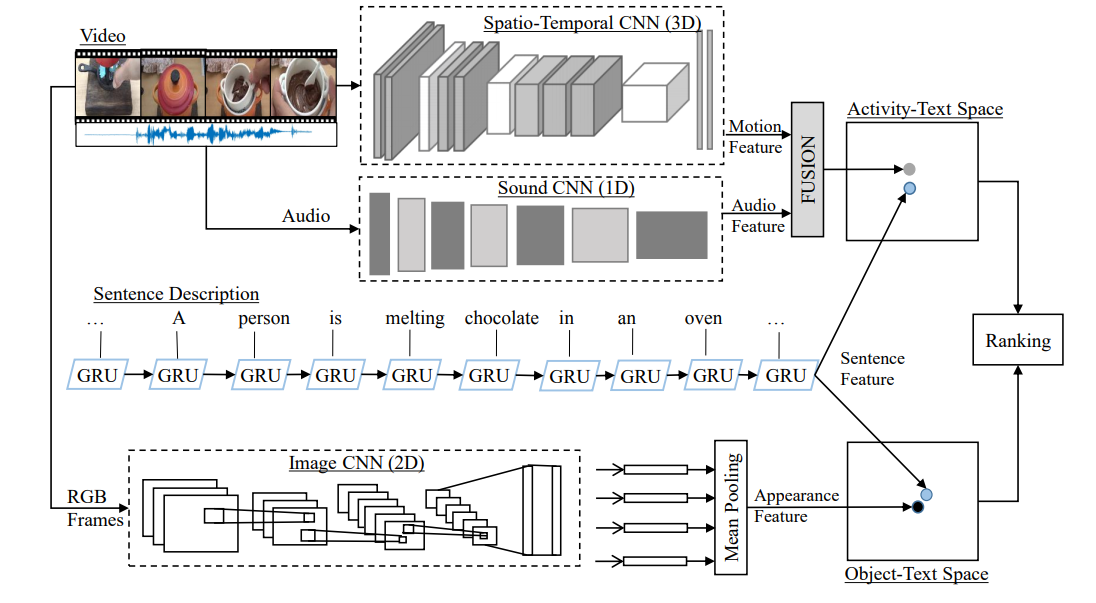 Video
Spatio-Temporal CNN (3D)
Motion
Feature
FUSION
Activity-Text Space
Sound CNN (1D)
Audio
Audio
Feature
Sentence Description
... A person is melting chocolate in an oven ...
GRU GRU GRU GRU GRU GRU GRU GRU GRU GRU
Sentence
Feature
Ranking
Image CNN (2D)
RGB
Frames
Mean Pooling
Appearance
Feature
Object-Text Space